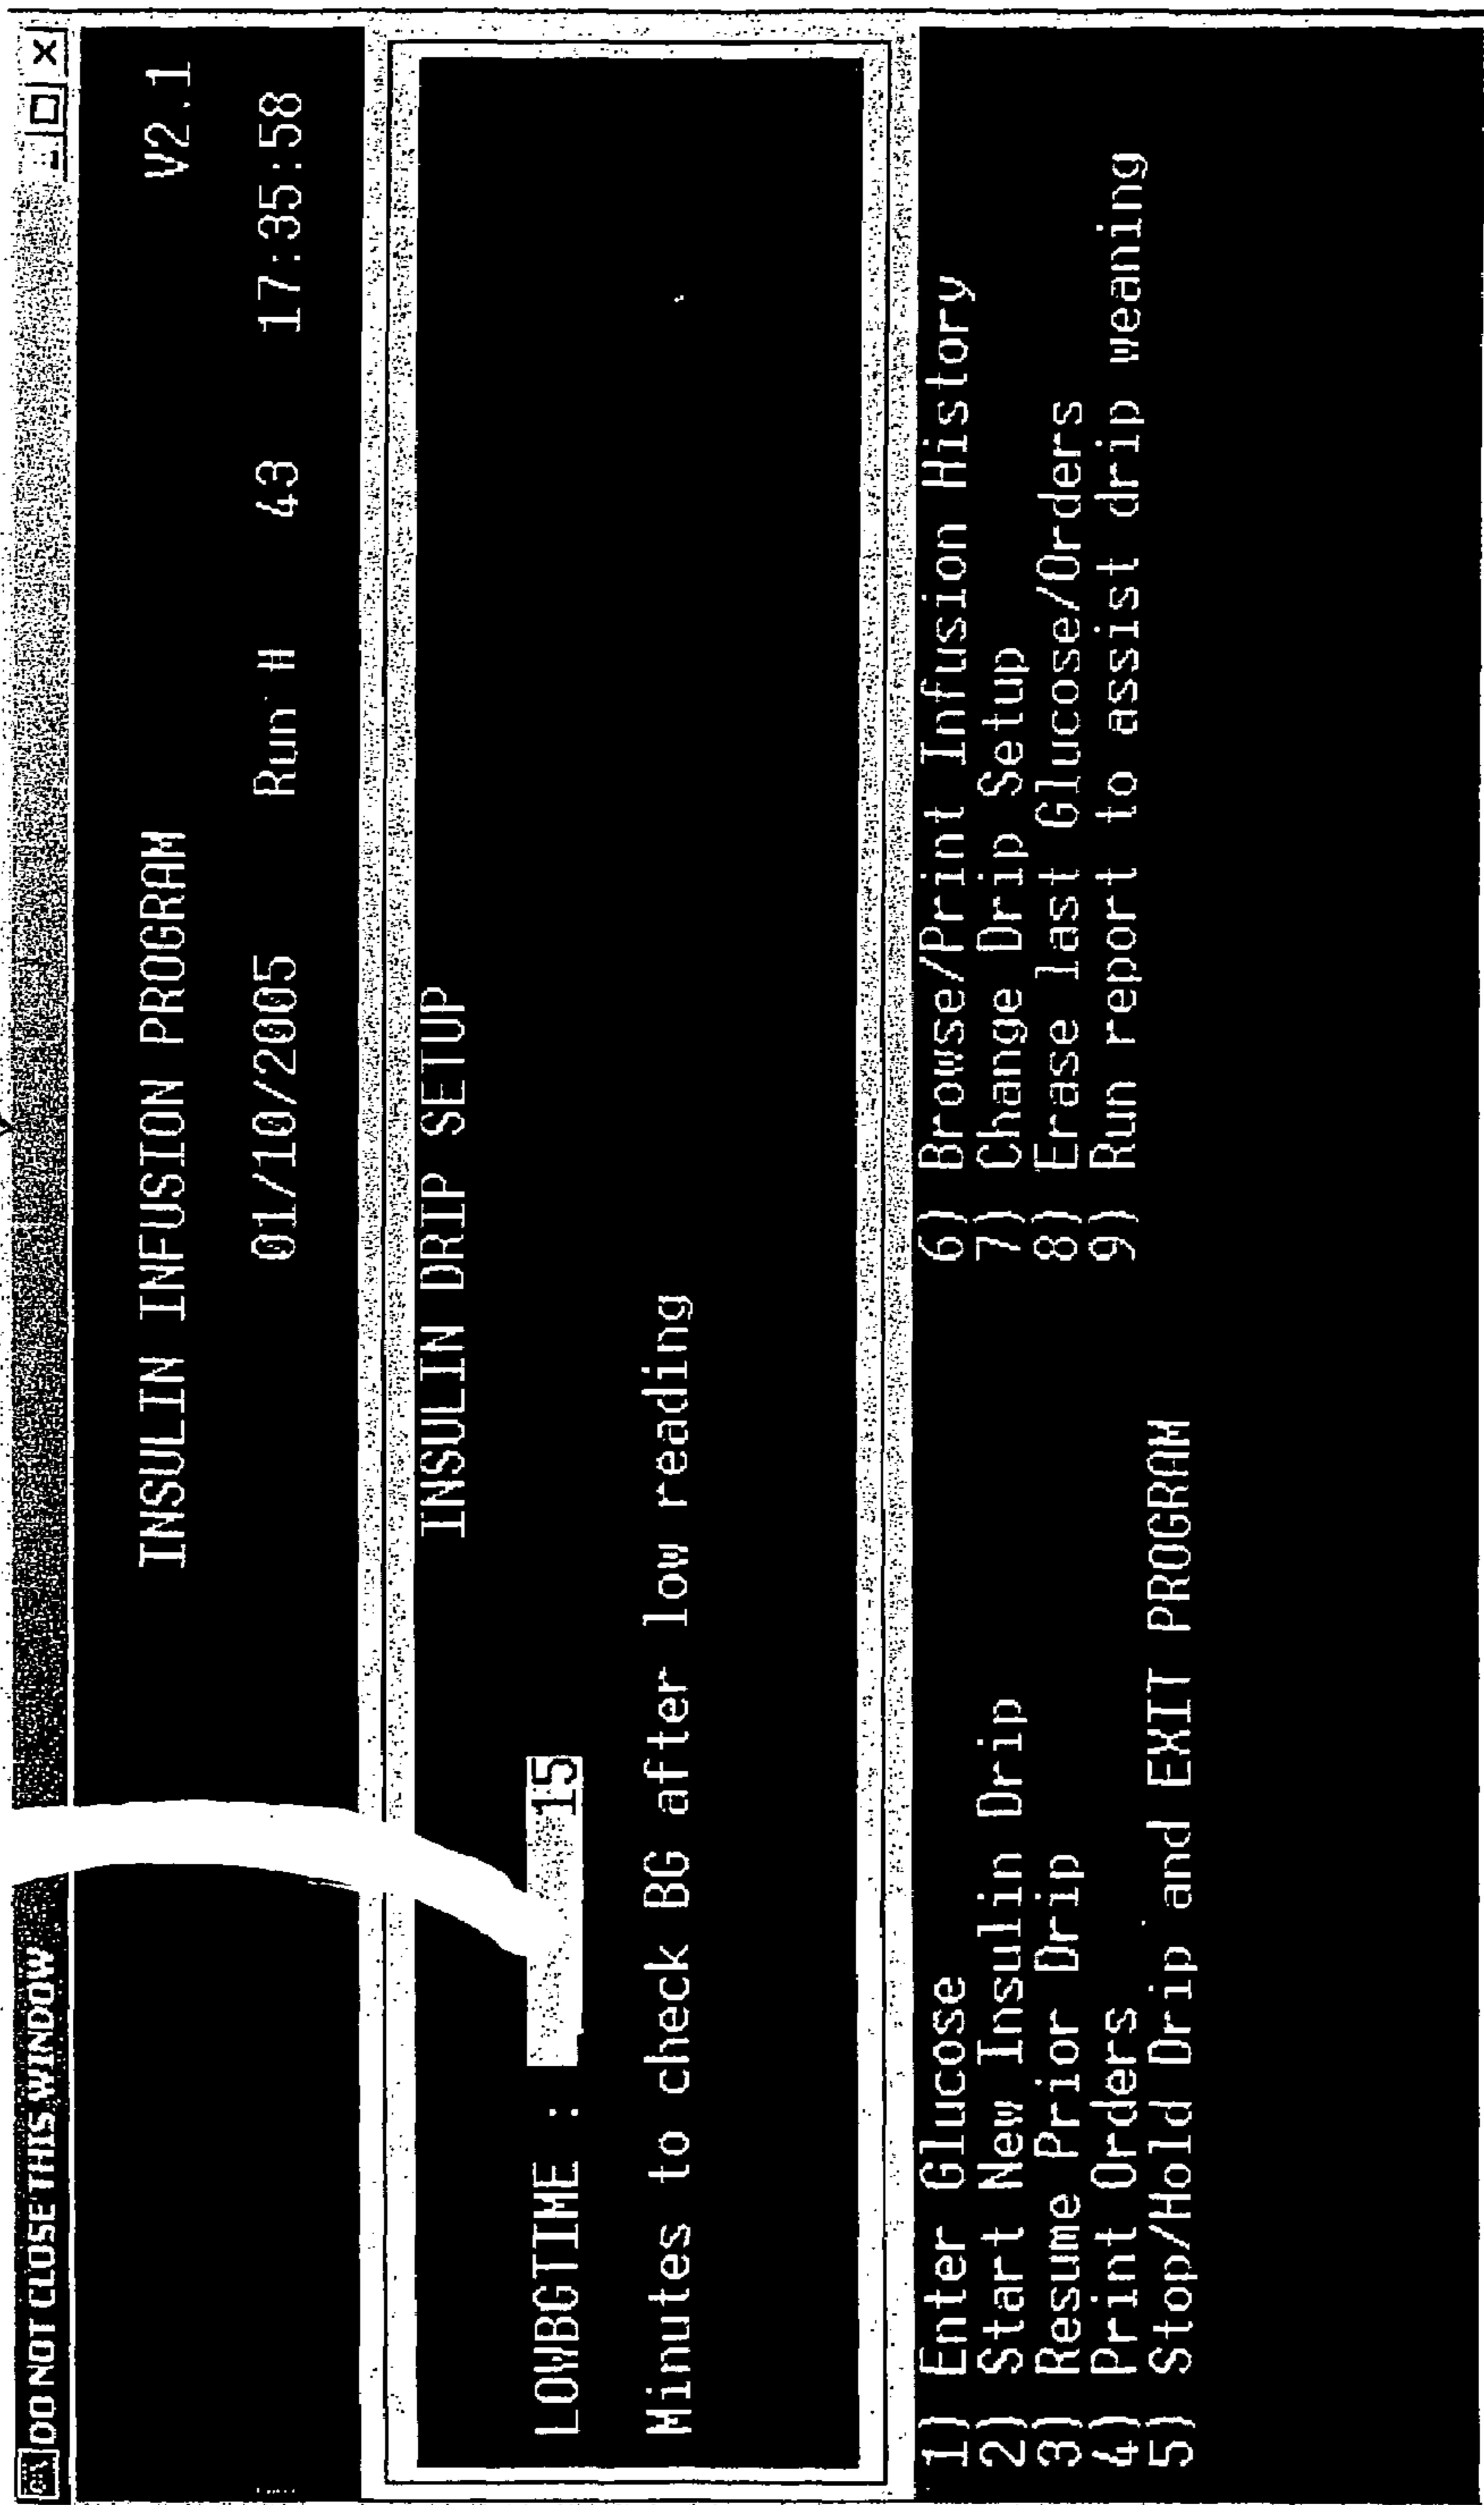 DO NOT CLOSE THIS WINDOW
INSULIN INFUSION PROGRAM V2.1
01/10/2005 Run # 43 17:35:58
INSULIN DRIP SETUP
LOWBGTIME : 15
Minutes to check BG after low reading
1) Enter Glucose 6) Browse/Print Infusion History
2) Start New Insulin Drip 7) Change Drip Setup
3) Resume Prior Drip 8) Erase last Glucose/Orders
4) Print Orders 9) Run report to assist drip weaning
5) Stop/Hold Drip and EXIT PROGRAM